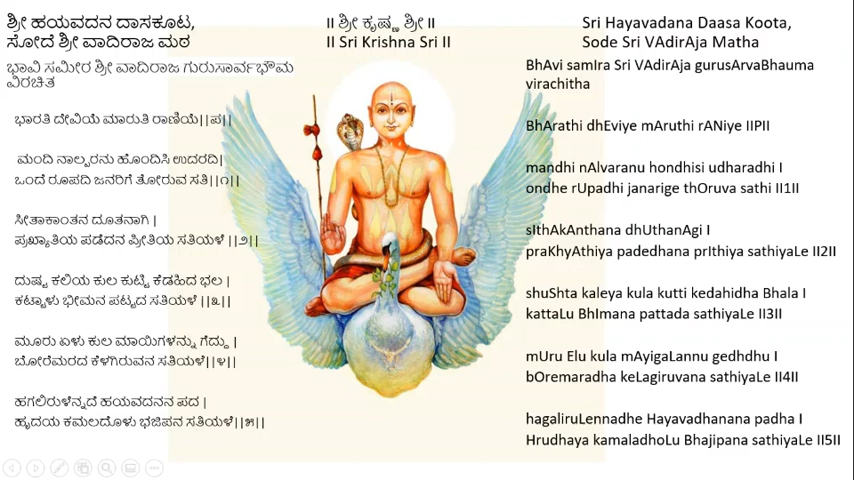 ಶ್ರೀ ಹಯವದನ ದಾಸಕೂಟ,
ಸೋದೆ ಶ್ರೀ ವಾದಿರಾಜ ಮಠ
ಭಾವಿ ಸಮೀರ ಶ್ರೀ ವಾದಿರಾಜ ಗುರುಸಾರ್ವಭೌಮ
ವಿರಚಿತ
ಭಾರತಿ ದೇವಿಯೆ ಮಾರುತಿ ರಾಣಿಯೆ||ಪ||
ಮಂದಿ ನಾಲ್ವರನು ಹೊಂದಿಸಿ ಉದರದಿ|
ಒಂದೆ ರೂಪದಿ ಜನರಿಗೆ ತೋರುವ ಸತಿ||೧||
ಸೀತಾಕಾಂತನ ದೂತನಾಗಿ |
ಪ್ರಖ್ಯಾತಿಯ ಪಡೆದನ ಪ್ರೀತಿಯ ಸತಿಯಳೆ ||೨||
ದುಷ್ಟ ಕಲಿಯ ಕುಲ ಕುಟ್ಟಿ ಕೆಡಹಿದ ಭಲ |
ಕಟ್ಟಾಳು ಭೀಮನ ಪಟ್ಟದ ಸತಿಯಳೆ ||೩||
ಮೂರು ಏಳು ಕುಲ ಮಾಯಿಗಳನ್ನು ಗೆದ್ದು |
ಬೋರೆಮರದ ಕೆಳಗಿರುವನ ಸತಿಯಳೆ||೪||
ಹಗಲಿರುಳೆನ್ನದೆ ಹಯವದನನ ಪದ |
ಹೃದಯ ಕಮಲದೊಳು ಭಜಿಪನ ಸತಿಯಳೆ||೫||
II ಶ್ರೀ ಕೃಷ್ಣ ಶ್ರೀ II
II Sri Krishna Sri II
Sri Hayavadana Daasa Koota,
Sode Sri VAdirAja Matha
BhAvi samIra Sri VAdirAja gurusArvaBhauma
virachitha
BhArathi dhEviye mAruthi rANiye IIPII
mandhi nAlvaranu hondhisi udharadhi I
ondhe rUpadhi janarige thOruva sathi II1II
sIthAkAnthana dhUthanAgi I
praKhyAthiya padedhana prIthiya sathiyaLe II2II
shuShta kaleya kula kutti kedahidha Bhala I
kattaLu BhImana pattada sathiyaLe II3II
mUru Elu kula mAyigaLannu gedhdhu I
bOremaradha keLagiruvana sathiyaLe II4II
hagaliruLennadhe Hayavadhanana padha I
Hrudhaya kamaladhoLu Bhajipana sathiyaLe II5II